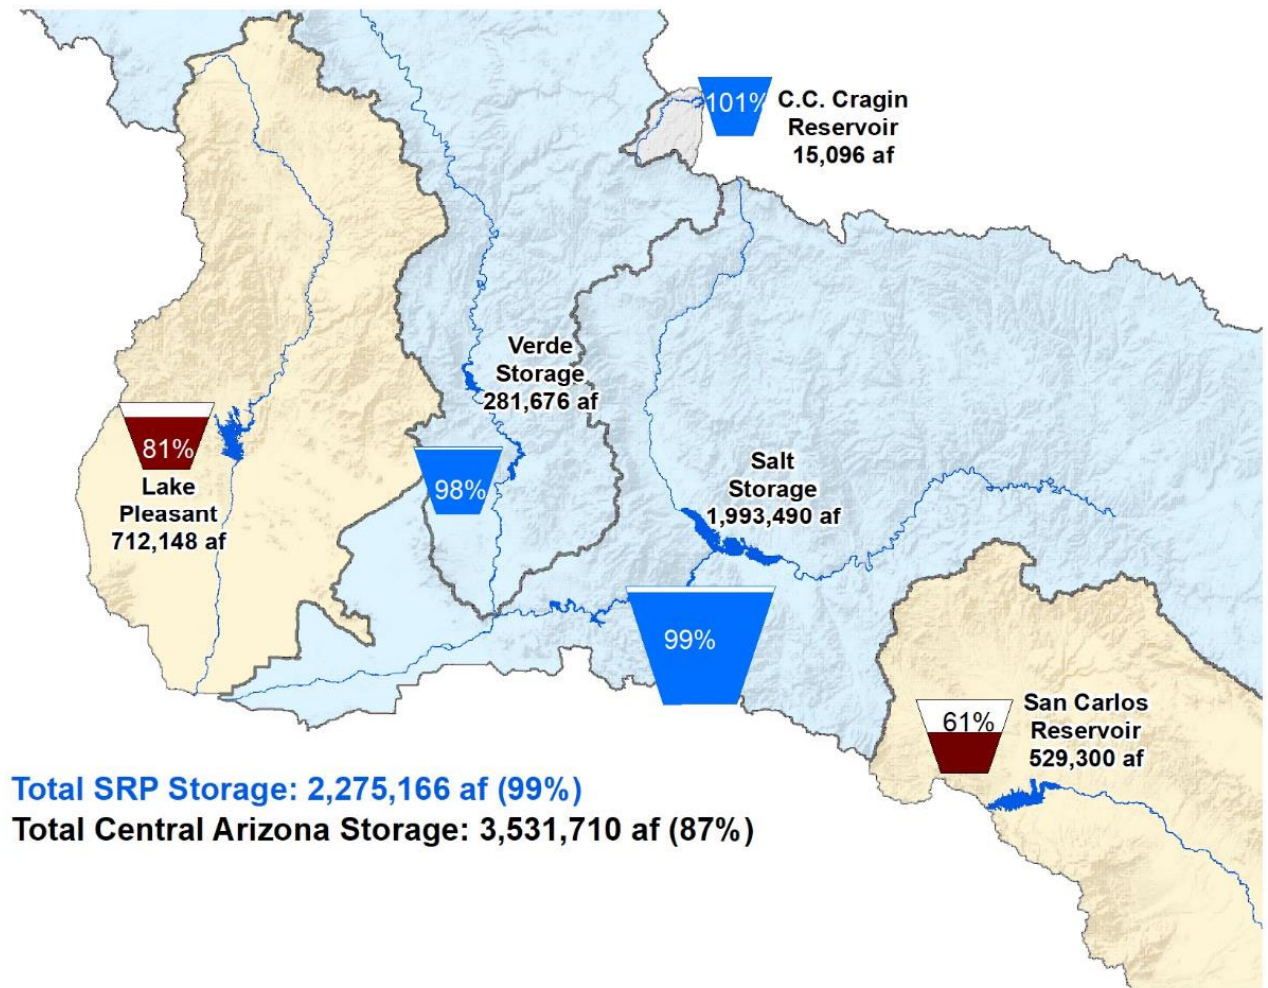 101%
C.C. Cragin
Reservoir
15,096 af
Verde
Storage
281,676 af
81%
Lake
Pleasant
712,148 af
98%
Salt
Storage
1,993,490 af
99%
61%
San Carlos
Reservoir
529,300 af
Total SRP Storage: 2,275,166 af (99%)
Total Central Arizona Storage: 3,531,710 af (87%)